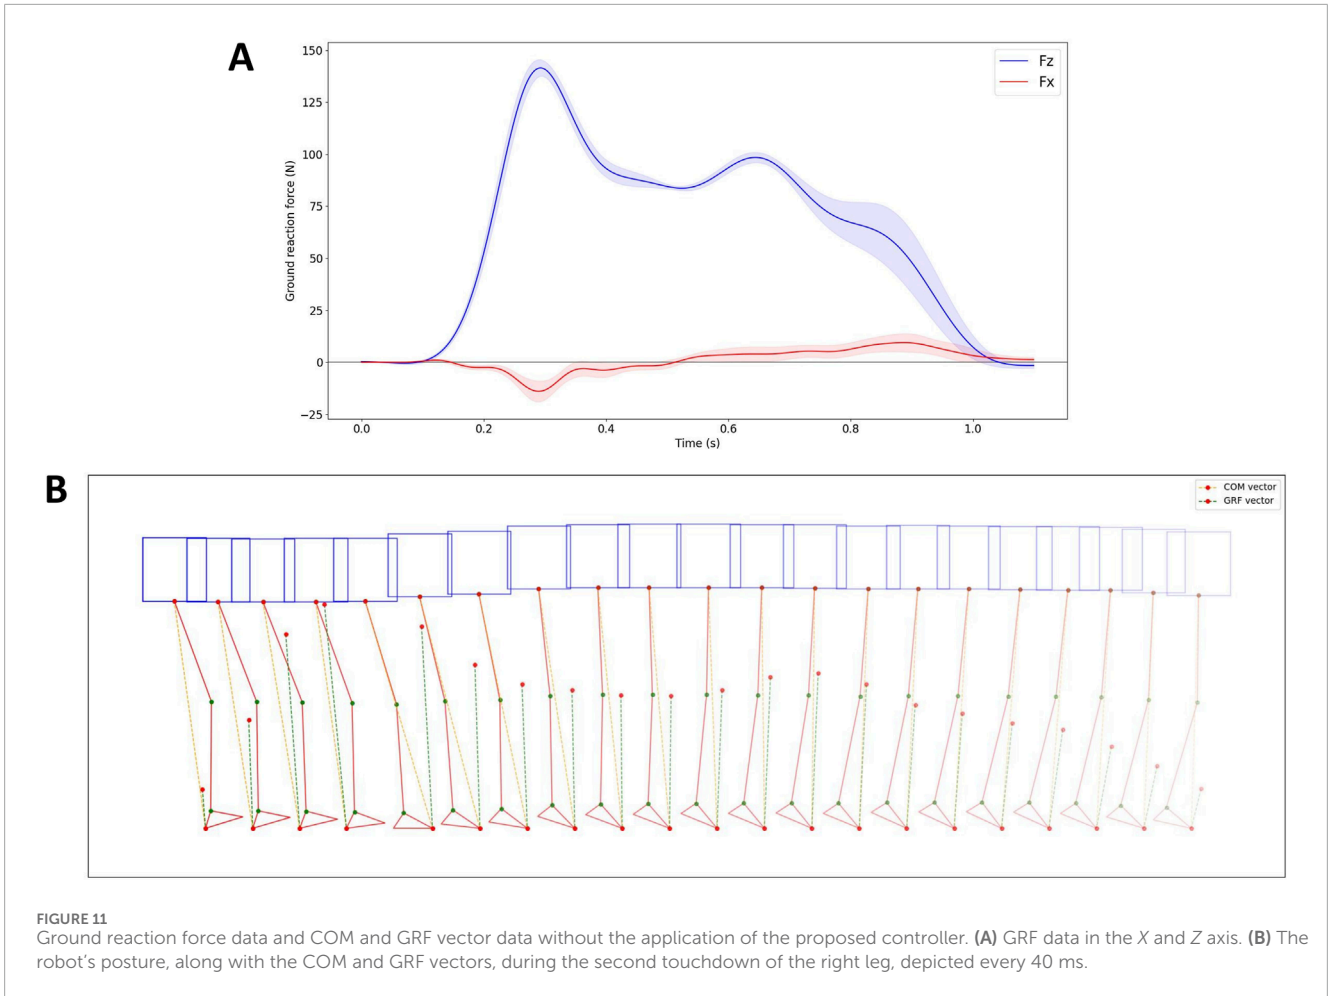 A
Ground reaction force (N)
150
125
100
75
50
25
0
−25
Fz
Fx
0.0 0.2 0.4 0.6 0.8 1.0
Time (s)
B
COM vector
GRF vector
FIGURE 11
Ground reaction force data and COM and GRF vector data without the application of the proposed controller. (A) GRF data in the X and Z axis. (B) The
robot's posture, along with the COM and GRF vectors, during the second touchdown of the right leg, depicted every 40 ms.